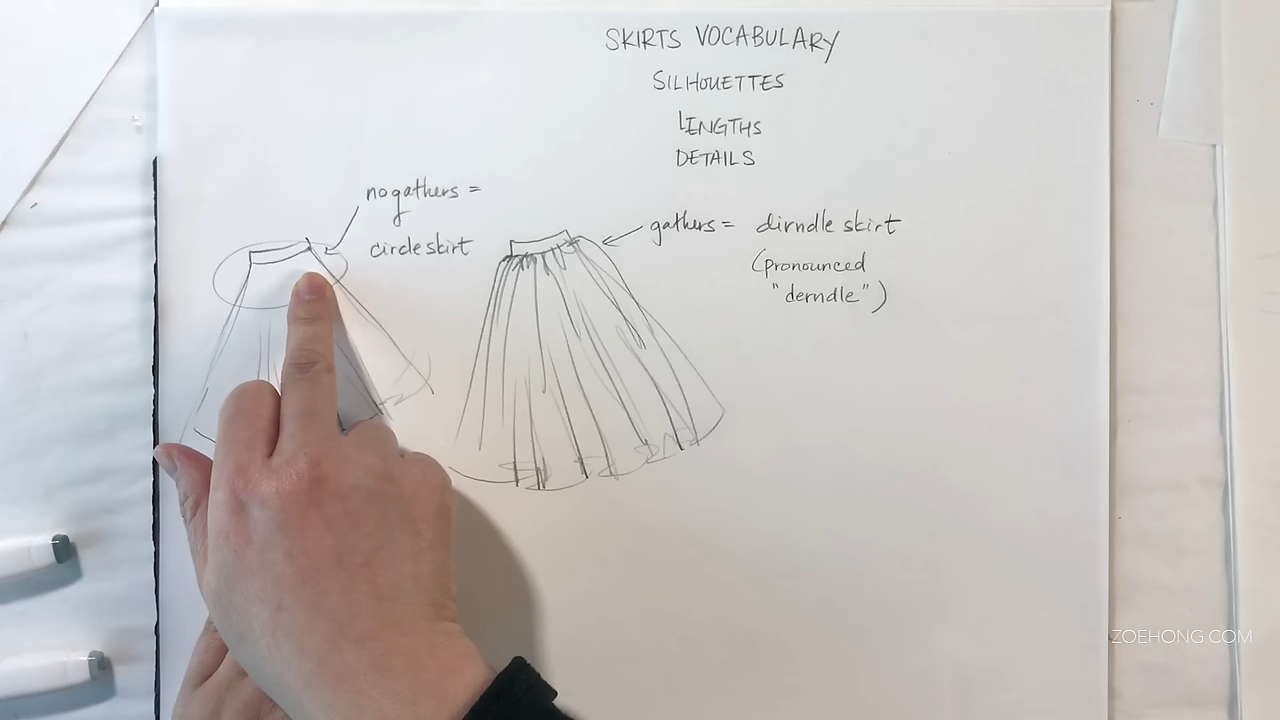 SKIRTS VOCABULARY
SILHOUETTES
LENGTHS
DETAILS
no gathers =
circle skirt
gathers = dirndle skirt
(pronounced
"derndle")
ZOEHONG.COM